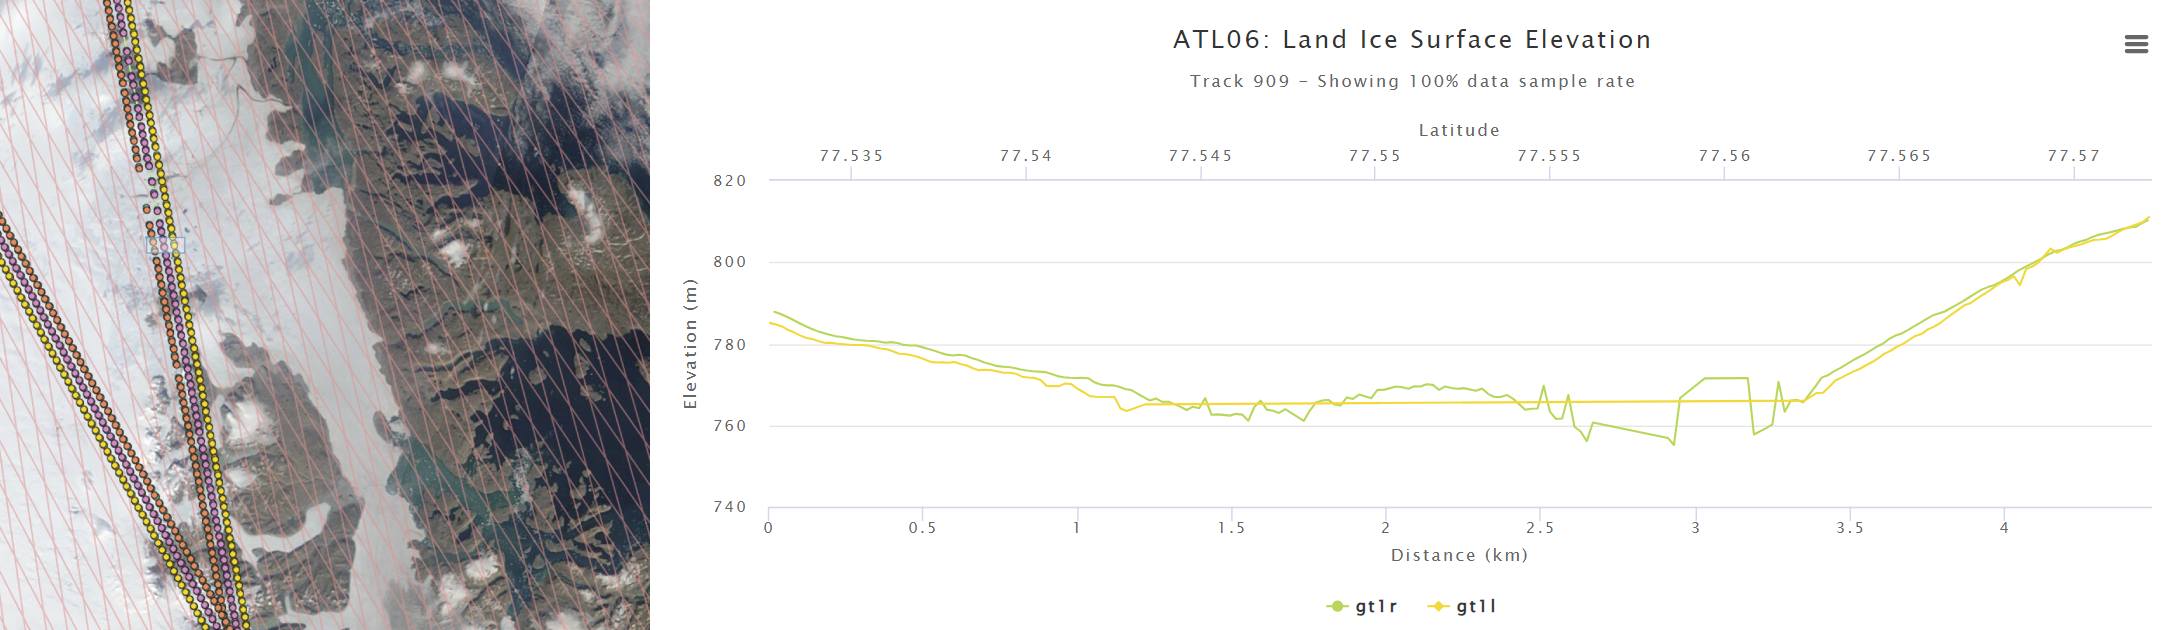 ATL06: Land Ice Surface Elevation
Track 909 – Showing 100% data sample rate
Latitude
77.535 77.54 77.545 77.55 77.555 77.56 77.565 77.57
820
800
780
760
740
Elevation (m)
0 0.5 1 1.5 2 2.5 3 3.5 4
Distance (km)
gt1r gt1l